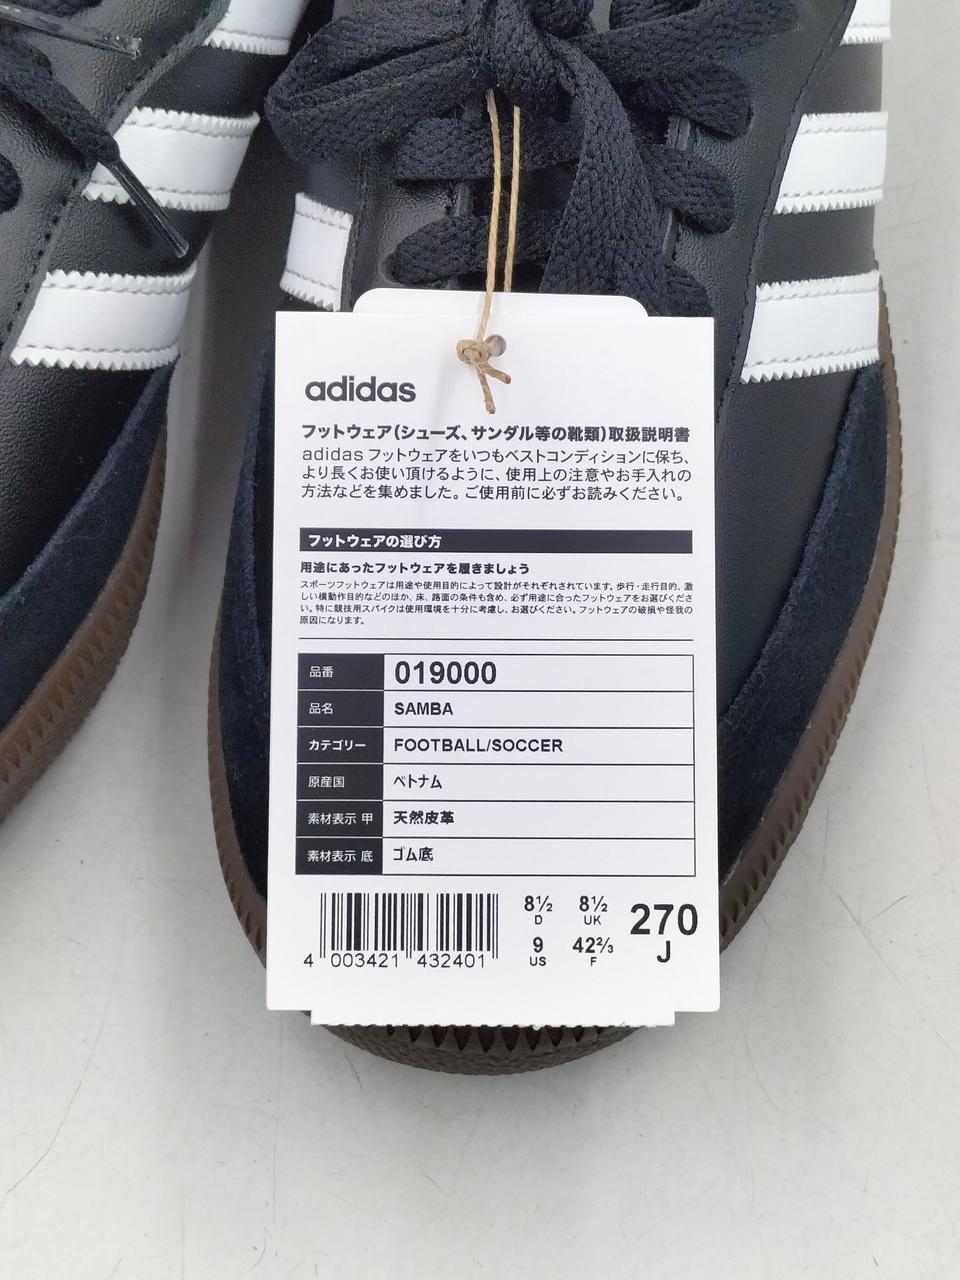 adidas
フットウェア(シューズ、サンダル等の靴類)取扱説明書
adidas フットウェアをいつもベストコンディションに保ち、
より長くお使い頂けるように、使用上の注意やお手入れの
方法などを集めました。ご使用前に必ずお読みください。
フットウェアの選び方
用途にあったフットウェアを履きましょう
スポーツフットウェアは用途や使用目的によって設計がそれぞれされています。歩行・走行目的、激
しい横動作目的などのほか、床、路面の条件も含め、必ず用途に合ったフットウェアをお選びくださ
い。特に競技用スパイクは使用環境を十分に考慮し、お選びください。フットウェアの破損や怪我の
原因になります。
品番 019000
品名 SAMBA
カテゴリー FOOTBALL/SOCCER
原産国 ベトナム
素材表示 甲 天然皮革
素材表示 底 ゴム底
8½ 8½ 270
D UK J
9 42⅔
US F
4 003421 432401